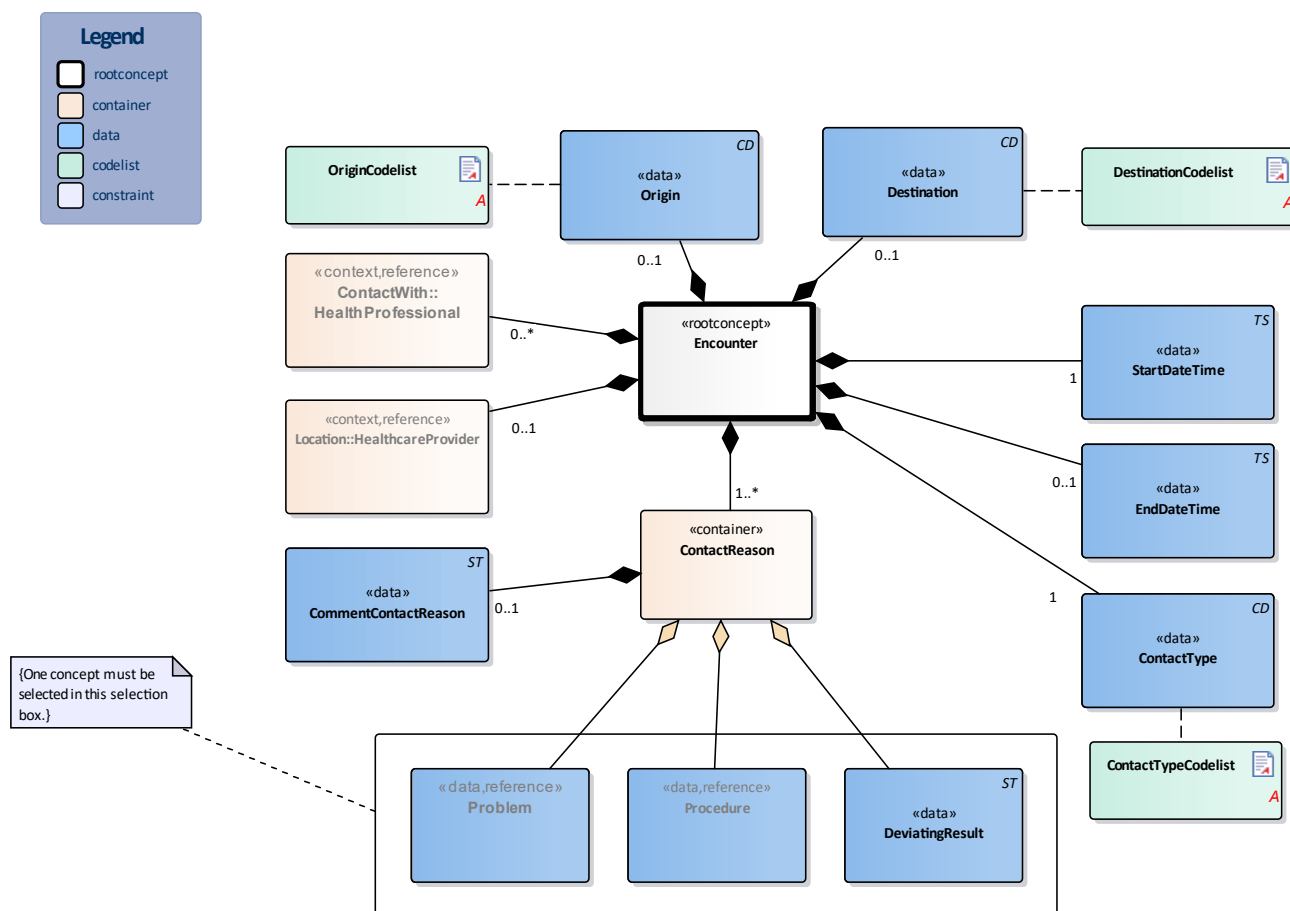 Legend
rootconcept
container
data
codelist
constraint
OriginCodelist
A
CD
«data»
Origin
CD
«data»
Destination
DestinationCodelist
A
0..1
0..1
«context,reference»
ContactWith::
HealthProfessional
0..*
«rootconcept»
Encounter
TS
«data»
StartDateTime
1
«context,reference»
Location::HealthcareProvider
0..1
TS
«data»
EndDateTime
0..1
1..*
«container»
ContactReason
ST
«data»
CommentContactReason
0..1
1
CD
«data»
ContactType
{One concept must be
selected in this selection
box.}
ContactTypeCodelist
A
«data,reference»
Problem
«data,reference»
Procedure
ST
«data»
DeviatingResult